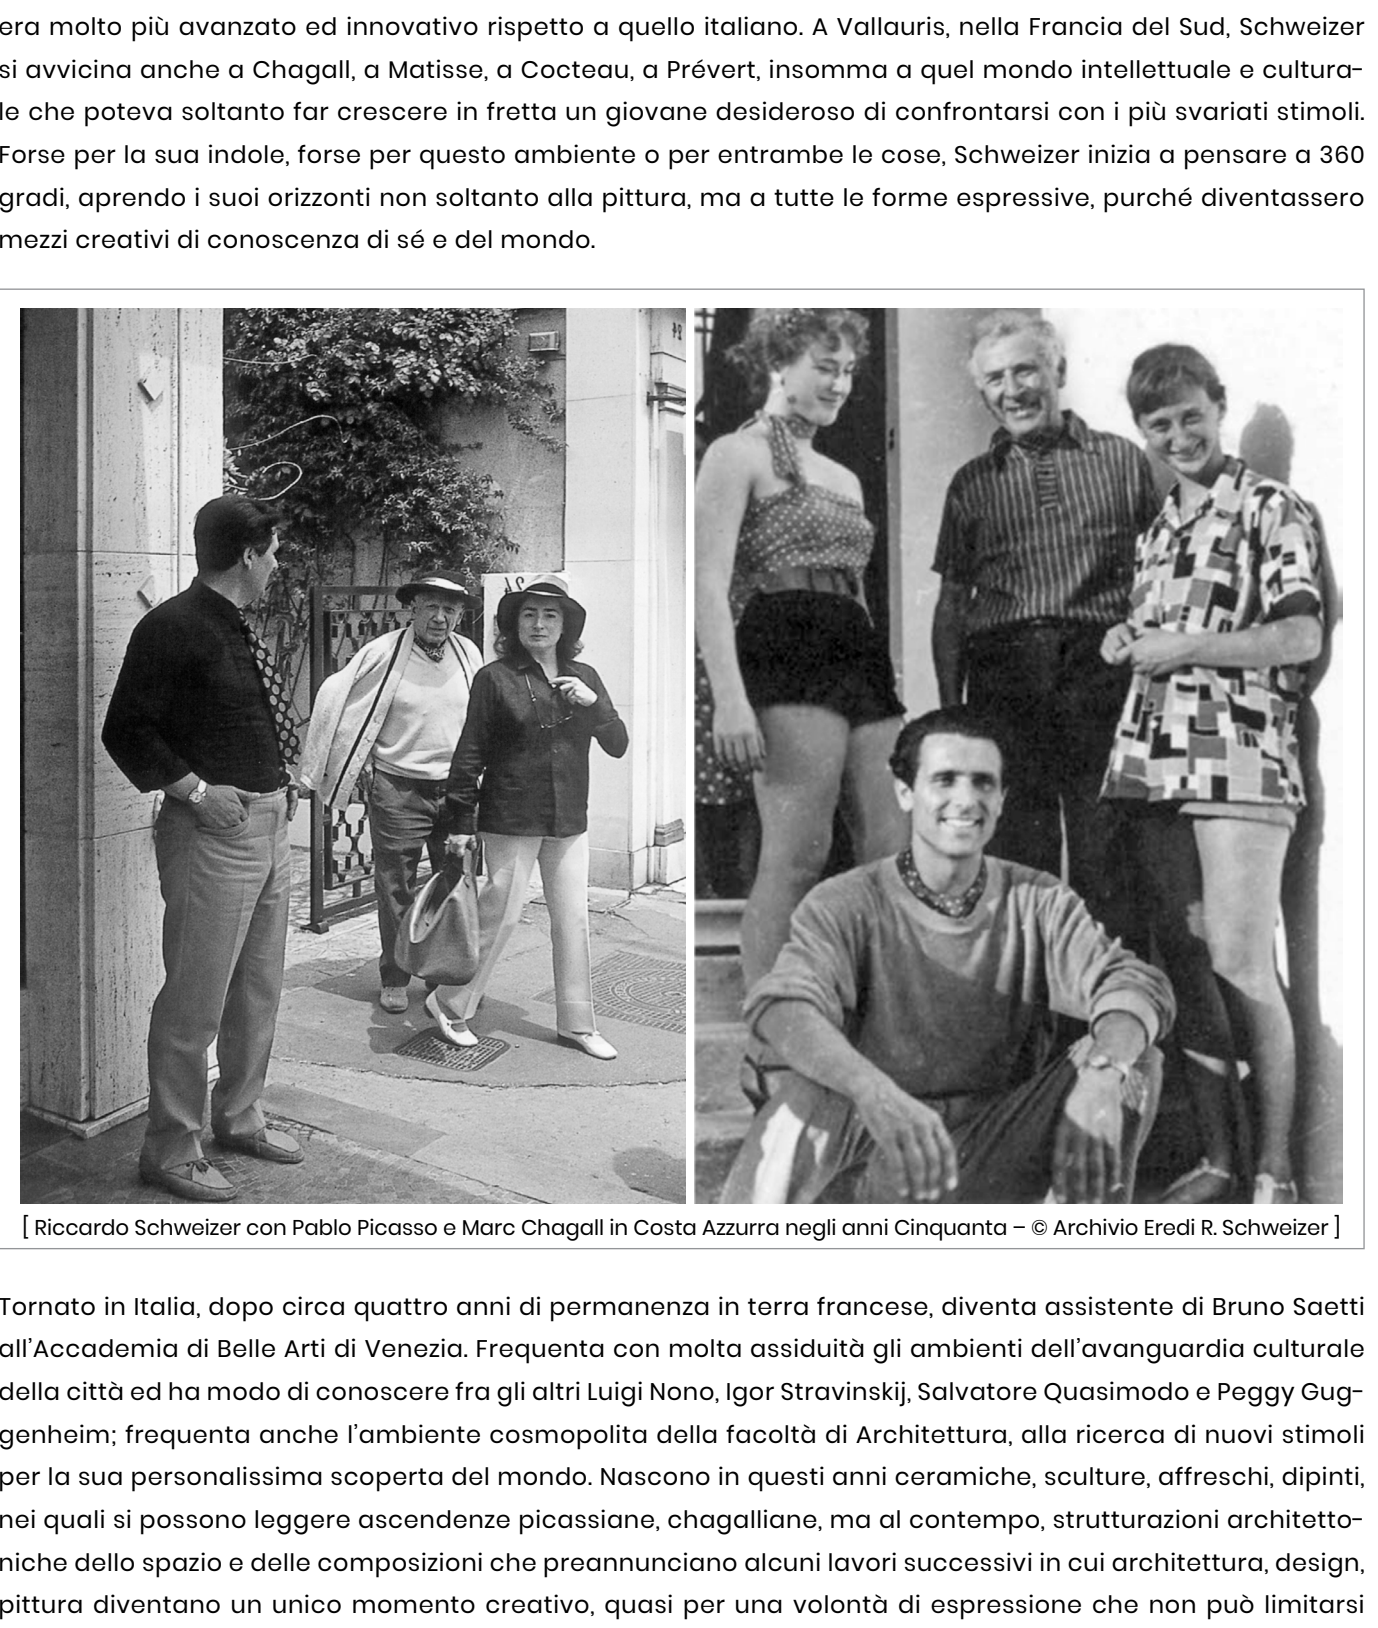 era molto più avanzato ed innovativo rispetto a quello italiano. A Vallauris, nella Francia del Sud, Schweizer
si avvicina anche a Chagall, a Matisse, a Cocteau, a Prévert, insomma a quel mondo intellettuale e cultura-
le che poteva soltanto far crescere in fretta un giovane desideroso di confrontarsi con i più svariati stimoli.
Forse per la sua indole, forse per questo ambiente o per entrambe le cose, Schweizer inizia a pensare a 360
gradi, aprendo i suoi orizzonti non soltanto alla pittura, ma a tutte le forme espressive, purché diventassero
mezzi creativi di conoscenza di sé e del mondo.
[ Riccardo Schweizer con Pablo Picasso e Marc Chagall in Costa Azzurra negli anni Cinquanta – © Archivio Eredi R. Schweizer ]
Tornato in Italia, dopo circa quattro anni di permanenza in terra francese, diventa assistente di Bruno Saetti
all’Accademia di Belle Arti di Venezia. Frequenta con molta assiduità gli ambienti dell’avanguardia culturale
della città ed ha modo di conoscere fra gli altri Luigi Nono, Igor Stravinskij, Salvatore Quasimodo e Peggy Gug-
genheim; frequenta anche l’ambiente cosmopolita della facoltà di Architettura, alla ricerca di nuovi stimoli
per la sua personalissima scoperta del mondo. Nascono in questi anni ceramiche, sculture, affreschi, dipinti,
nei quali si possono leggere ascendenze picassiane, chagalliane, ma al contempo, strutturazioni architetto-
niche dello spazio e delle composizioni che preannunciano alcuni lavori successivi in cui architettura, design,
pittura diventano un unico momento creativo, quasi per una volontà di espressione che non può limitarsi